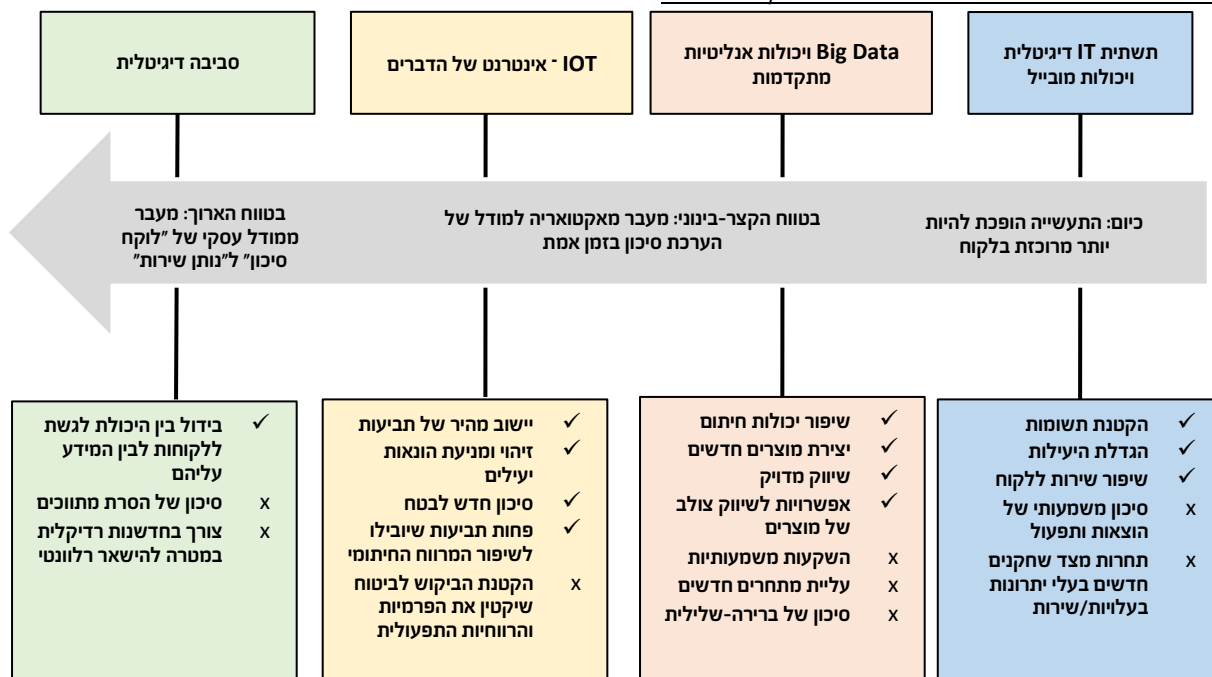 תשתית IT דיגיטלית
ויכולות מובייל
Big Data ויכולות אנליטיות
מתקדמות
IOT - אינטרנט של הדברים
סביבה דיגיטלית
כיום: התעשייה הופכת להיות
יותר מרוכזת בלקוח
בטווח הקצר-בינוני: מעבר מאקטואריה למודל של
הערכת סיכון בזמן אמת
בטווח הארוך: מעבר
ממודל עסקי של "לוקח
סיכון" ל"נותן שירות"
✓ הקטנת תשומות
✓ הגדלת היעילות
✓ שיפור שירות ללקוח
x סיכון משמעותי של
הוצאות ותפעול
x תחרות מצד שחקנים
חדשים בעלי יתרונות
בעלויות/שירות
✓ שיפור יכולות חיתום
✓ יצירת מוצרים חדשים
✓ שיווק מדויק
✓ אפשרויות לשיווק צולב
של מוצרים
x השקעות משמעותיות
x עליית מתחרים חדשים
x סיכון של ברירה-שלילית
✓ יישוב מהיר של תביעות
✓ זיהוי ומניעת הונאות
יעילים
✓ סיכון חדש לבטח
✓ פחות תביעות שיובילו
לשיפור המרווח החיתומי
x הקטנת הביקוש לביטוח
שיקטין את הפרמיות
והרווחיות התפעולית
✓ בידול בין היכולת לגשת
ללקוחות לבין המידע
עליהם
x סיכון של הסרת מתווכים
x צורך בחדשנות רדיקלית
במטרה להישאר רלוונטי